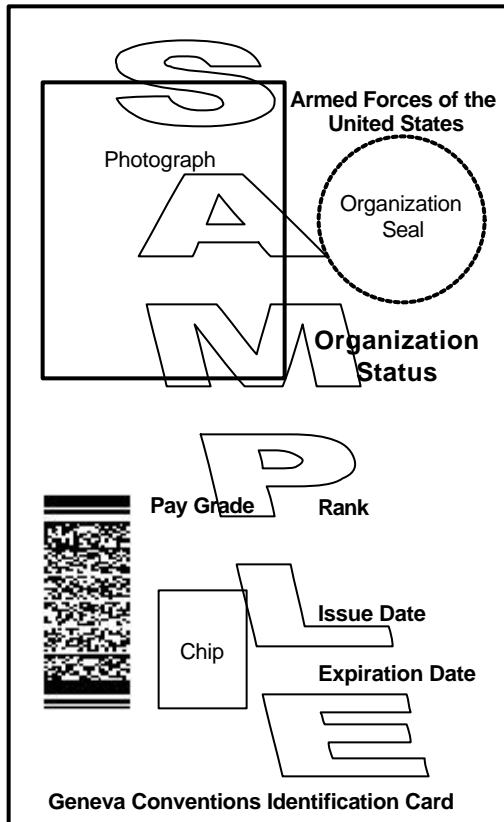 SAMPLE
Armed Forces of the
United States
Photograph
Organization
Seal
Organization
Status
Pay Grade
Rank
Issue Date
Chip
Expiration Date
Geneva Conventions Identification Card